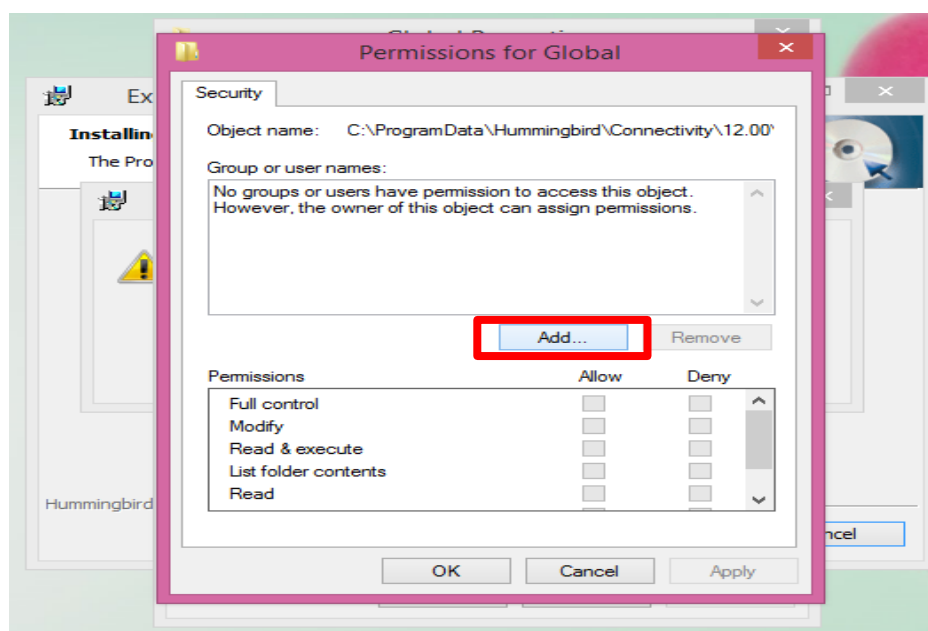 Permissions for Global
Ex
Security
Installin
Object name: C:\ProgramData\Hummingbird\Connectivity\12.00'
The Pro
Group or user names:
No groups or users have permission to access this object.
However, the owner of this object can assign permissions.
Add...
Remove
Permissions
Allow
Deny
Full control
Modify
Read & execute
List folder contents
Read
Hummingbird
ncel
OK
Cancel
Apply